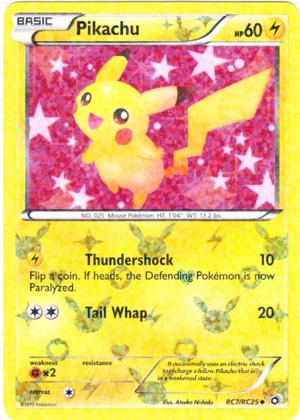 BASIC
Pikachu HP60
NO. 025 Mouse Pokémon HT: 1'04" WT: 13.2 lbs.
Thundershock 10
Flip a coin. If heads, the Defending Pokémon is now
Paralyzed.
Tail Whap 20
weakness resistance
×2
It occasionally uses an electric
shock to recharge a fellow Pikachu that
is in a weakened state.
retreat
©2013 Pokémon Illus. Atsuko Nishida RC7/RC25